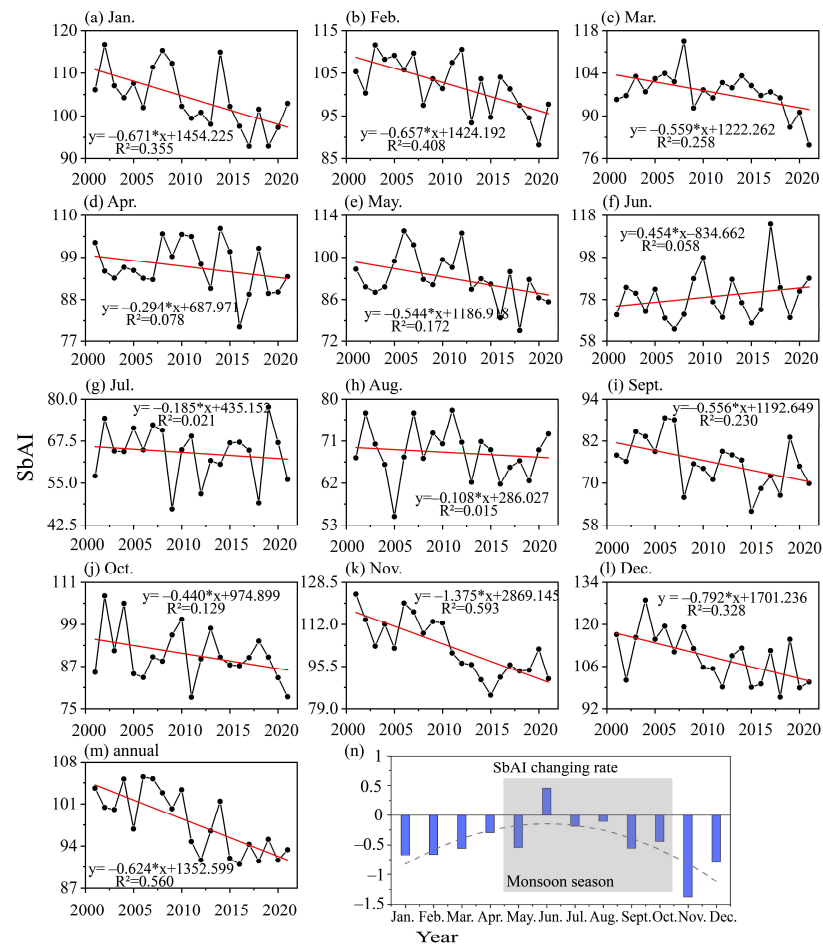 (a) Jan.
(b) Feb.
(c) Mar.
120
110
100
90
y= –0.671*x+1454.225
R²=0.355
2000 2005 2010 2015 2020
115
105
95
85
y= –0.657*x+1424.192
R²=0.408
2000 2005 2010 2015 2020
118
104
90
76
y= –0.559*x+1222.262
R²=0.258
2000 2005 2010 2015 2020
(d) Apr.
(e) May.
(f) Jun.
110
99
88
77
y= –0.294*x+687.971
R²=0.078
2000 2005 2010 2015 2020
114
100
86
72
y= –0.544*x+1186.918
R²=0.172
2000 2005 2010 2015 2020
118
98
78
58
y=0.454*x–834.662
R²=0.058
2000 2005 2010 2015 2020
SbAI
(g) Jul.
(h) Aug.
(i) Sept.
80.0
67.5
55.0
42.5
y= –0.185*x+435.152
R²=0.021
2000 2005 2010 2015 2020
80
71
62
53
y= –0.108*x+286.027
R²=0.015
2000 2005 2010 2015 2020
94
82
70
58
y= –0.556*x+1192.649
R²=0.230
2000 2005 2010 2015 2020
(j) Oct.
(k) Nov.
(l) Dec.
111
99
87
75
y= –0.440*x+974.899
R²=0.129
2000 2005 2010 2015 2020
128.5
112.0
95.5
79.0
y= –1.375*x+2869.145
R²=0.593
2000 2005 2010 2015 2020
134
120
106
92
y= –0.792*x+1701.236
R²=0.328
2000 2005 2010 2015 2020
(m) annual
(n)
108
101
94
87
y= –0.624*x+1352.599
R²=0.560
2000 2005 2010 2015 2020
1
0.5
0
–0.5
–1
–1.5
SbAI changing rate
Monsoon season
Jan. Feb. Mar. Apr. May. Jun. Jul. Aug. Sept. Oct. Nov. Dec.
Year